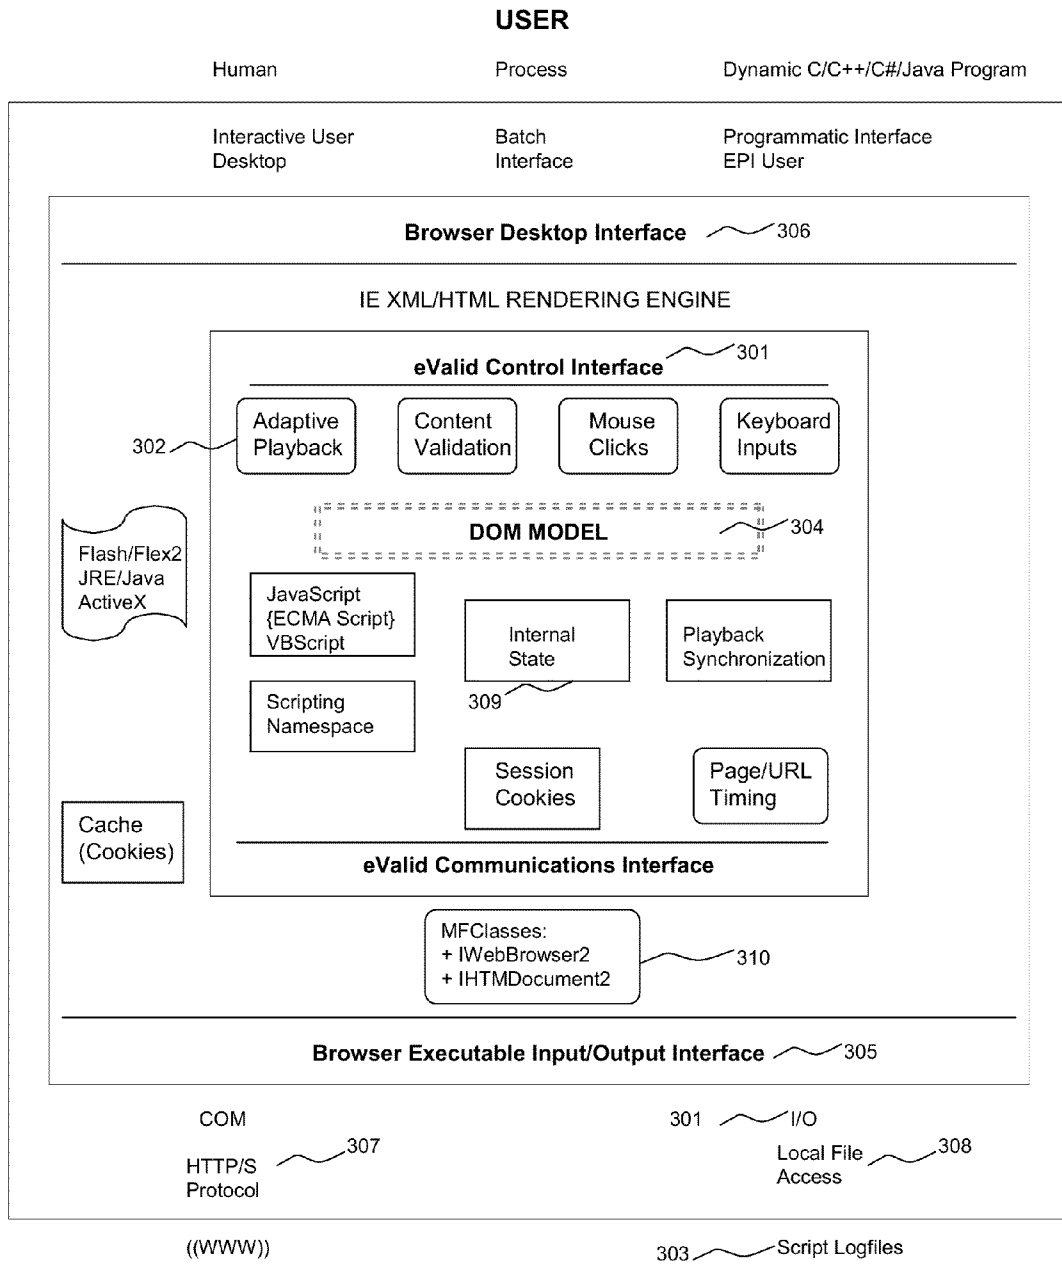 USER
Human Process Dynamic C/C++/C#/Java Program
Interactive User Desktop
Batch Interface
Programmatic Interface
EPI User
Browser Desktop Interface 306
IE XML/HTML RENDERING ENGINE
eValid Control Interface 301
302
Adaptive
Playback
Content
Validation
Mouse
Clicks
Keyboard
Inputs
DOM MODEL 304
Flash/Flex2
JRE/Java
ActiveX
JavaScript
{ECMA Script}
VBScript
Internal
State
309
Playback
Synchronization
Scripting
Namespace
Session
Cookies
Page/URL
Timing
Cache
(Cookies)
eValid Communications Interface
MFClasses:
+ IWebBrowser2
+ IHTMDocument2
310
Browser Executable Input/Output Interface 305
COM
301 I/O
HTTP/S
Protocol
307
Local File
Access
308
((WWW))
303 Script Logfiles